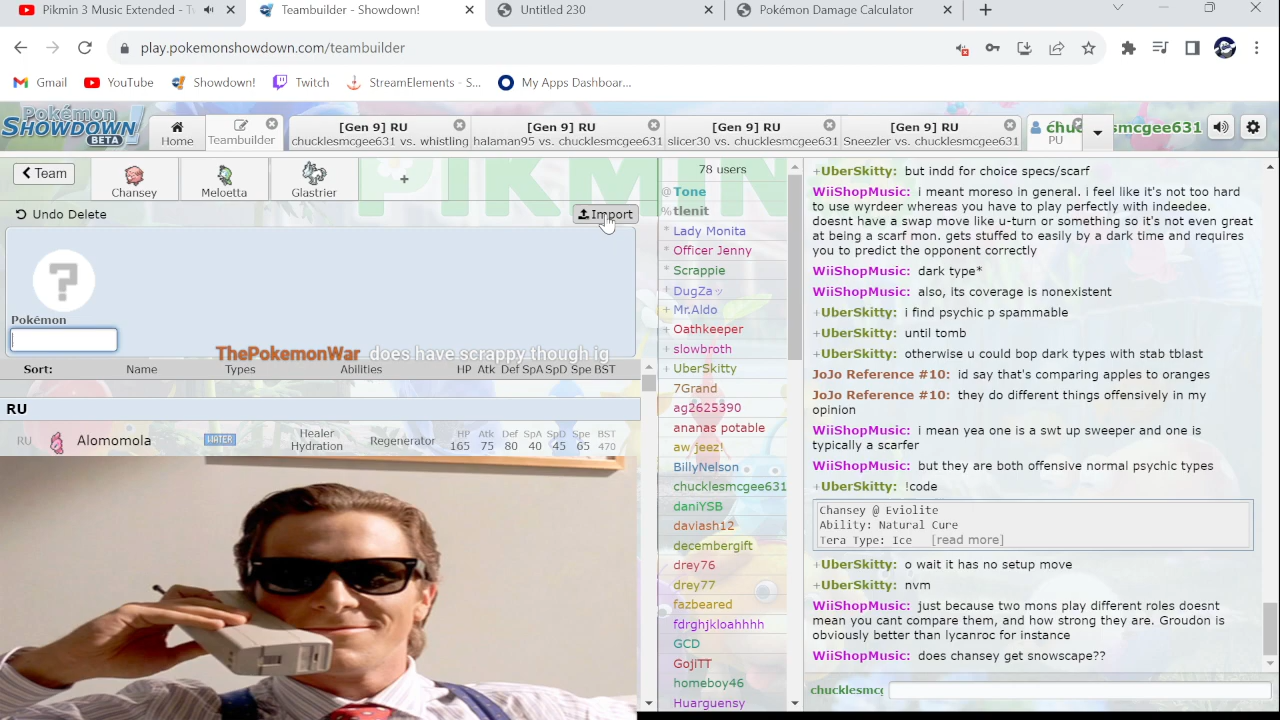 Pikmin 3 Music Extended - Tv
Teambuilder - Showdown!
Untitled 230
Pokémon Damage Calculator
play.pokemonshowdown.com/teambuilder
Gmail
YouTube
Showdown!
Twitch
StreamElements - S...
My Apps Dashboar...
Pokémon
SHOWDOWN!
BETA
Home
Teambuilder
[Gen 9] RU
chucklesmcgee631 vs. whistling
[Gen 9] RU
halaman95 vs. chucklesmcgee631
[Gen 9] RU
slicer30 vs. chucklesmcgee631
[Gen 9] RU
Sneezler vs. chucklesmcgee631
PU
chuc smcgee631
Team
Chansey
Meloetta
Glastrier
+
PIKMIN
Undo Delete
Import
Pokémon
ThePokemonWar does have scrappy though ig
Sort: Name Types Abilities HP Atk Def SpA SpD Spe BST
RU
RU Alomomola WATER Healer Hydration Regenerator
HP 165 Atk 75 Def 80 SpA 40 SpD 45 Spe 65 BST 470
78 users
@Tone
%tlenit
* Lady Monita
* Officer Jenny
* Scrappie
+ DugZa ッ
+ Mr.Aldo
+ Oathkeeper
+ slowbroth
+ UberSkitty
7Grand
ag2625390
ananas potable
aw jeez!
BillyNelson
chucklesmcgee631
daniYSB
daviash12
decembergift
drey76
drey77
fazbeared
fdrghjkloahhhh
GCD
GojiTT
homeboy46
Huarguensy
+UberSkitty: but indd for choice specs/scarf
WiiShopMusic: i meant moreso in general. i feel like it's not too hard
to use wyrdeer whereas you have to play perfectly with indeedee.
doesnt have a swap move like u-turn or something so it's not even great
at being a scarf mon. gets stuffed to easily by a dark time and requires
you to predict the opponent correctly
WiiShopMusic: dark type*
WiiShopMusic: also, its coverage is nonexistent
+UberSkitty: i find psychic p spammable
+UberSkitty: until tomb
+UberSkitty: otherwise u could bop dark types with stab tblast
JoJo Reference #10: id say that's comparing apples to oranges
JoJo Reference #10: they do different things offensively in my
opinion
WiiShopMusic: i mean yea one is a swt up sweeper and one is
typically a scarfer
WiiShopMusic: but they are both offensive normal psychic types
+UberSkitty: !code
Chansey @ Eviolite
Ability: Natural Cure
Tera Type: Ice [read more]
+UberSkitty: o wait it has no setup move
+UberSkitty: nvm
WiiShopMusic: just because two mons play different roles doesnt
mean you cant compare them, and how strong they are. Groudon is
obviously better than lycanroc for instance
WiiShopMusic: does chansey get snowscape??
chucklesmcg